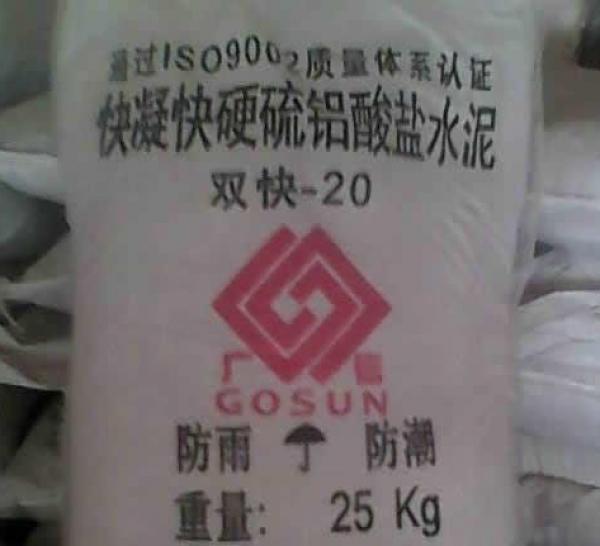 通过ISO9002质量体系认证
快凝快硬硫铝酸盐水泥
双快-20
广
GOSUN
防雨 防潮
重量: 25 Kg